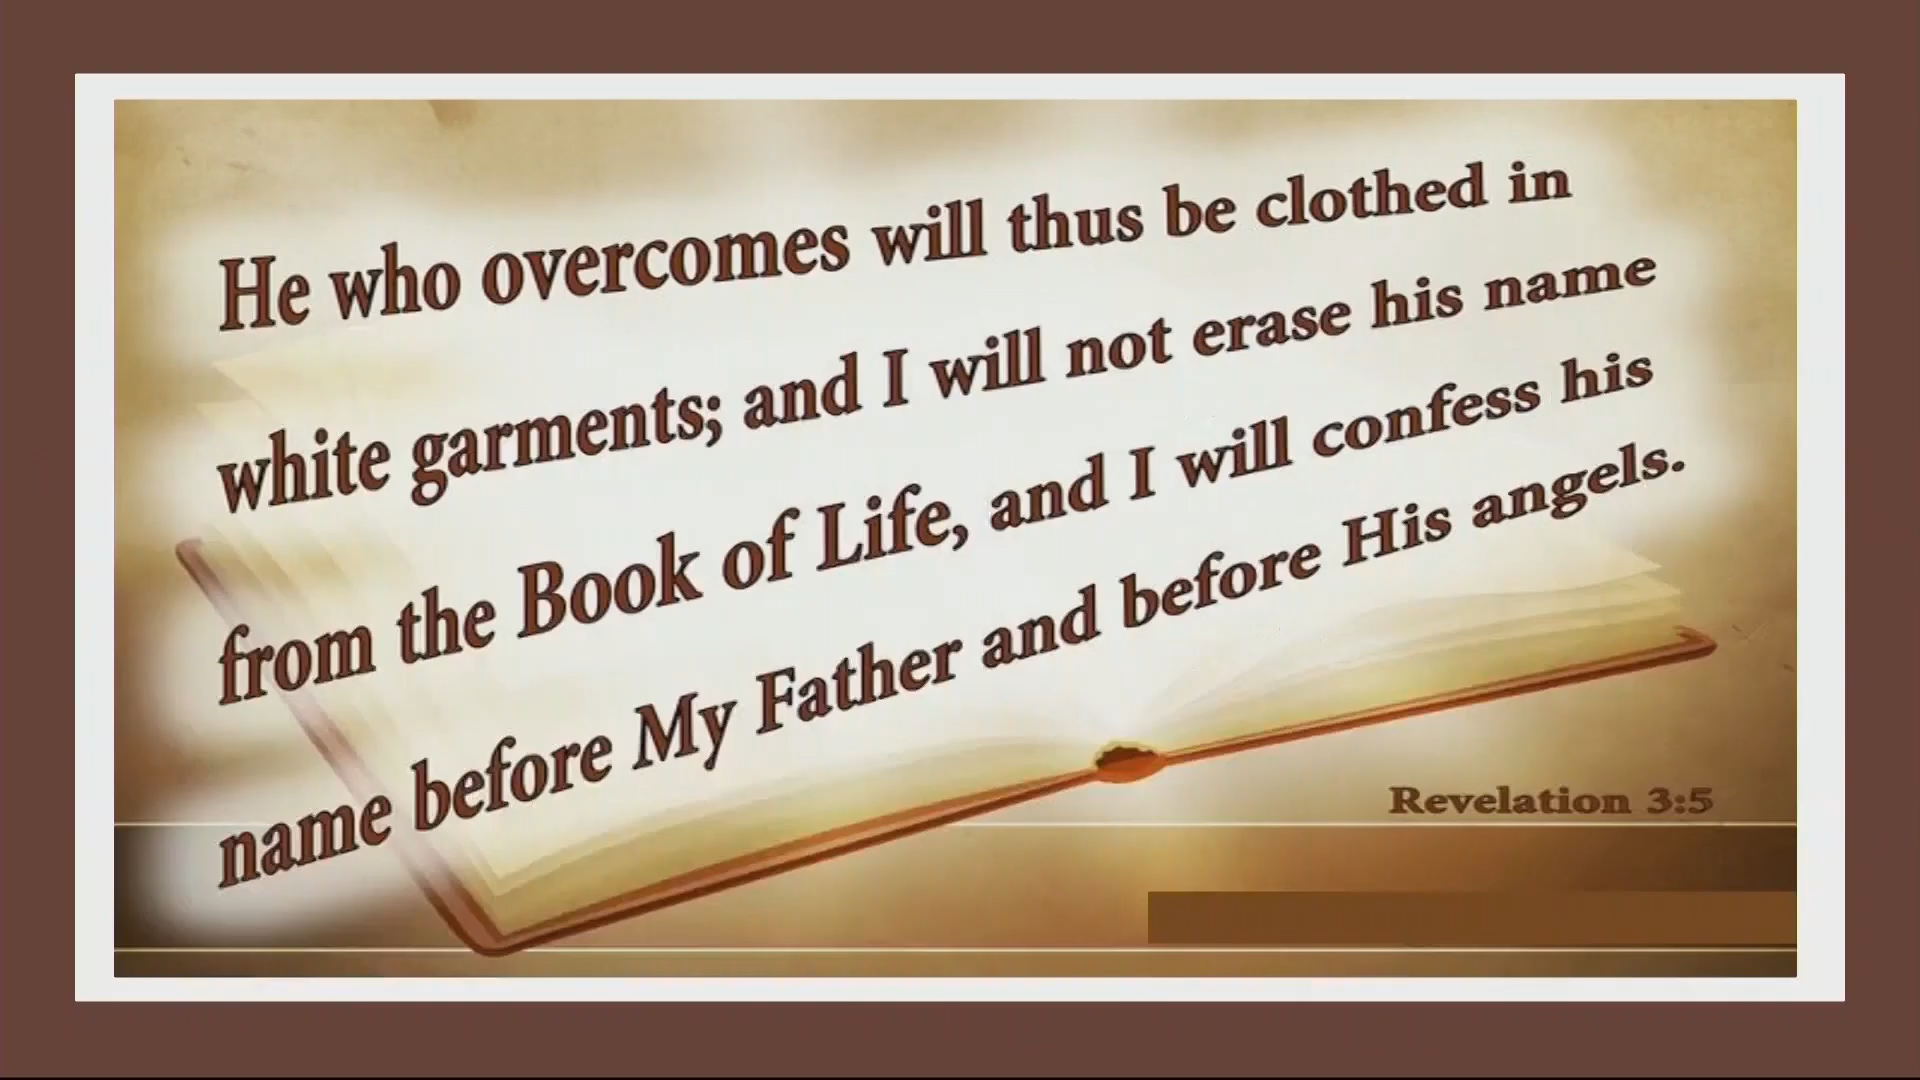 He who overcomes will thus be clothed in
white garments; and I will not erase his name
from the Book of Life, and I will confess his
name before My Father and before His angels.
Revelation 3:5